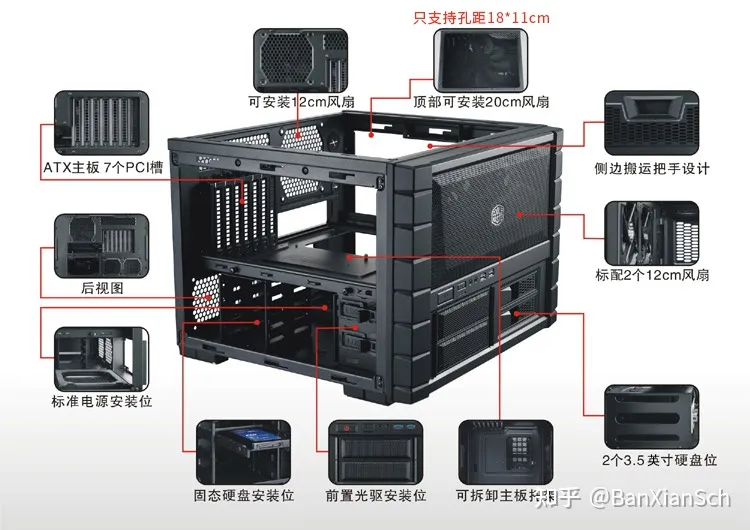 只支持孔距18*11cm
可安装12cm风扇
顶部可安装20cm风扇
ATX主板 7个PCI槽
侧边搬运把手设计
后视图
标配2个12cm风扇
标准电源安装位
2个3.5英寸硬盘位
固态硬盘安装位
前置光驱安装位
可拆卸主板托架
知乎 @BanXianSch